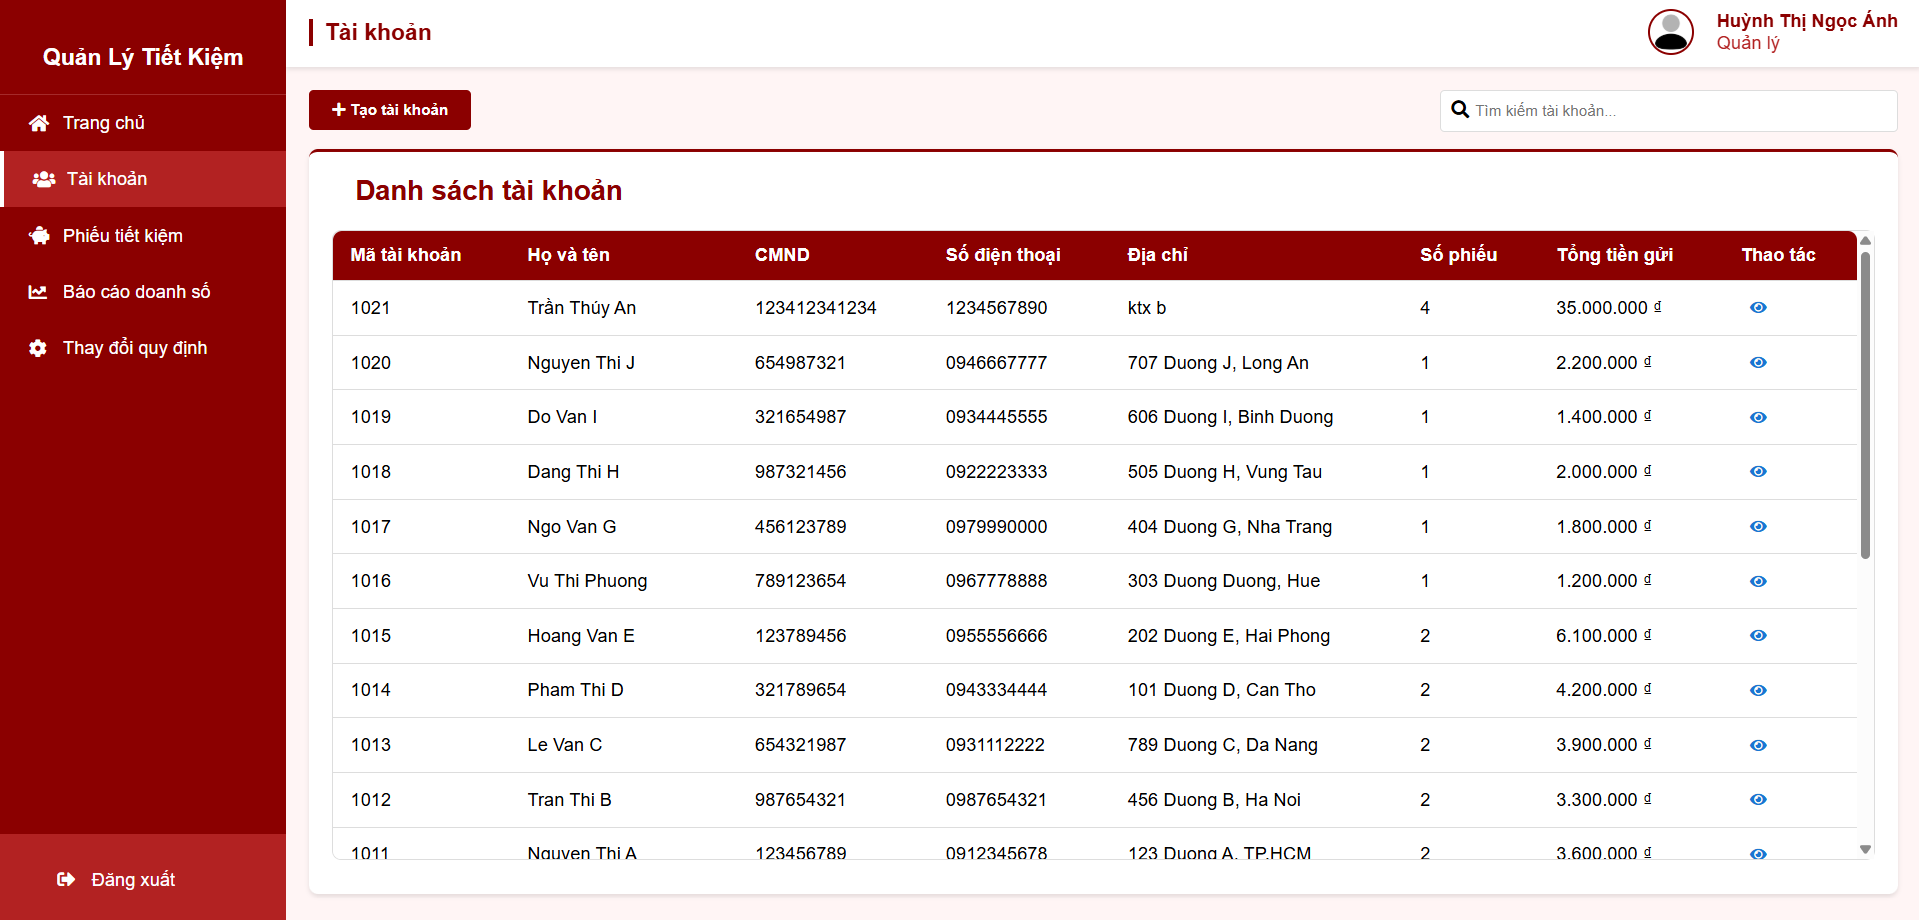 Quản Lý Tiết Kiệm
Trang chủ
Tài khoản
Phiếu tiết kiệm
Báo cáo doanh số
Thay đổi quy định
Đăng xuất
Tài khoản
Huỳnh Thị Ngọc Ánh
Quản lý
Tạo tài khoản
Tìm kiếm tài khoản...
Danh sách tài khoản
Mã tài khoản Họ và tên CMND Số điện thoại Địa chỉ Số phiếu Tổng tiền gửi Thao tác
1021 Trần Thúy An 123412341234 1234567890 ktx b 4 35.000.000 ₫
1020 Nguyen Thi J 654987321 0946667777 707 Duong J, Long An 1 2.200.000 ₫
1019 Do Van I 321654987 0934445555 606 Duong I, Binh Duong 1 1.400.000 ₫
1018 Dang Thi H 987321456 0922223333 505 Duong H, Vung Tau 1 2.000.000 ₫
1017 Ngo Van G 456123789 0979990000 404 Duong G, Nha Trang 1 1.800.000 ₫
1016 Vu Thi Phuong 789123654 0967778888 303 Duong Duong, Hue 1 1.200.000 ₫
1015 Hoang Van E 123789456 0955556666 202 Duong E, Hai Phong 2 6.100.000 ₫
1014 Pham Thi D 321789654 0943334444 101 Duong D, Can Tho 2 4.200.000 ₫
1013 Le Van C 654321987 0931112222 789 Duong C, Da Nang 2 3.900.000 ₫
1012 Tran Thi B 987654321 0987654321 456 Duong B, Ha Noi 2 3.300.000 ₫
1011 Nguyen Thi A 123456789 0912345678 123 Duong A, TP.HCM 2 3.600.000 ₫